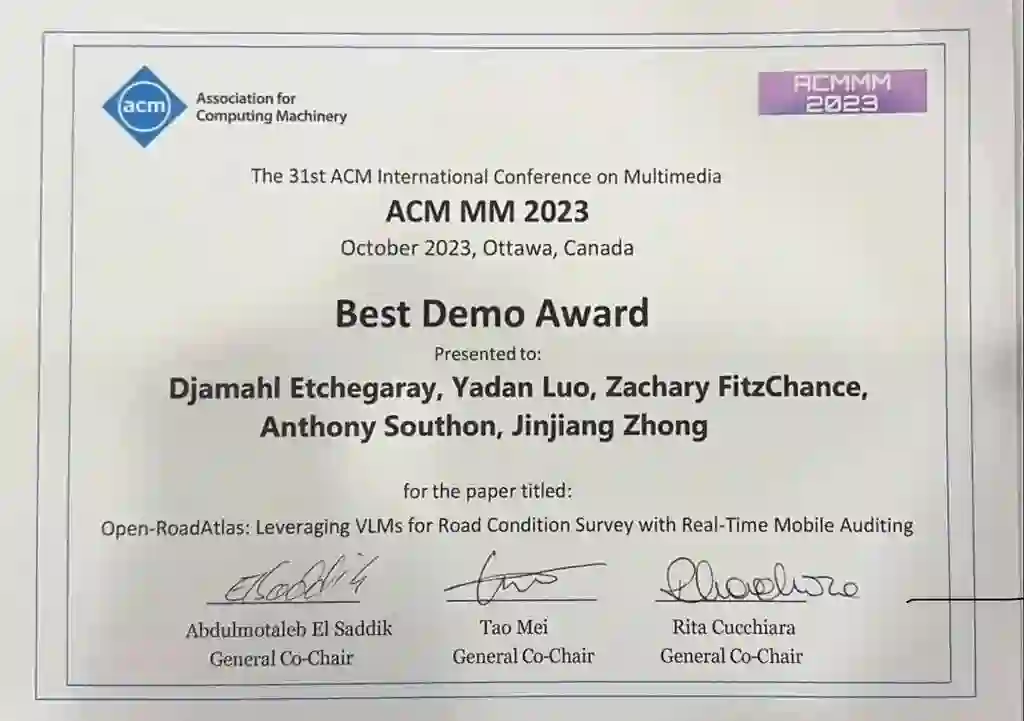 acm
Association for
Computing Machinery
ACMMM
2023
The 31st ACM International Conference on Multimedia
ACM MM 2023
October 2023, Ottawa, Canada
Best Demo Award
Presented to:
Djamahl Etchegaray, Yadan Luo, Zachary FitzChance,
Anthony Southon, Jinjiang Zhong
for the paper titled:
Open-RoadAtlas: Leveraging VLMs for Road Condition Survey with Real-Time Mobile Auditing
Abdulmotaleb El Saddik
General Co-Chair
Tao Mei
General Co-Chair
Rita Cucchiara
General Co-Chair